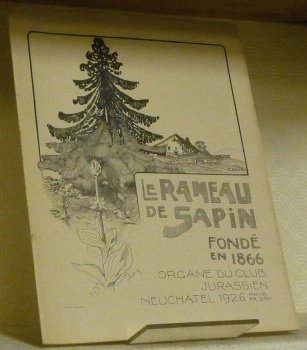 LE RAMEAU
DE SAPIN
FONDÉ
EN 1866
ORGANE DU CLUB
JURASSIEN
NEUCHATEL 1926